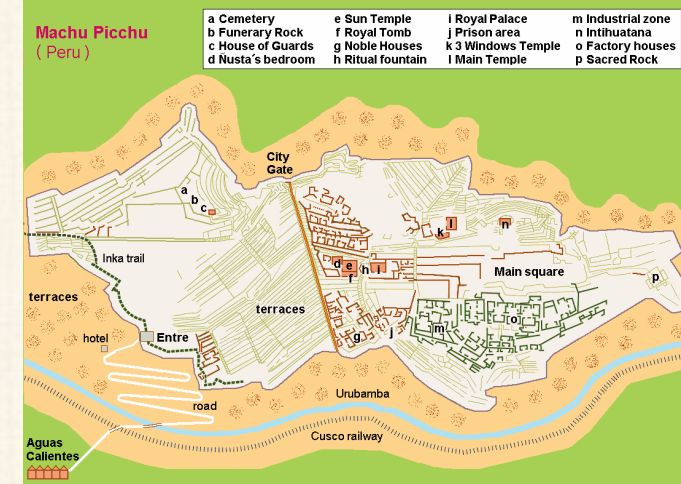 Machu Picchu
( Peru )
a Cemetery
b Funerary Rock
c House of Guards
d Ñusta´s bedroom
e Sun Temple
f Royal Tomb
g Noble Houses
h Ritual fountain
i Royal Palace
j Prison area
k 3 Windows Temple
l Main Temple
m Industrial zone
n Intihuatana
o Factory houses
p Sacred Rock
City
Gate
a
b
c
l
k
n
Inka trail
d
e
f
h
I
Main square
p
terraces
terraces
hotel
Entre
g
j
m
o
road
Urubamba
Cusco railway
Aguas
Calientes